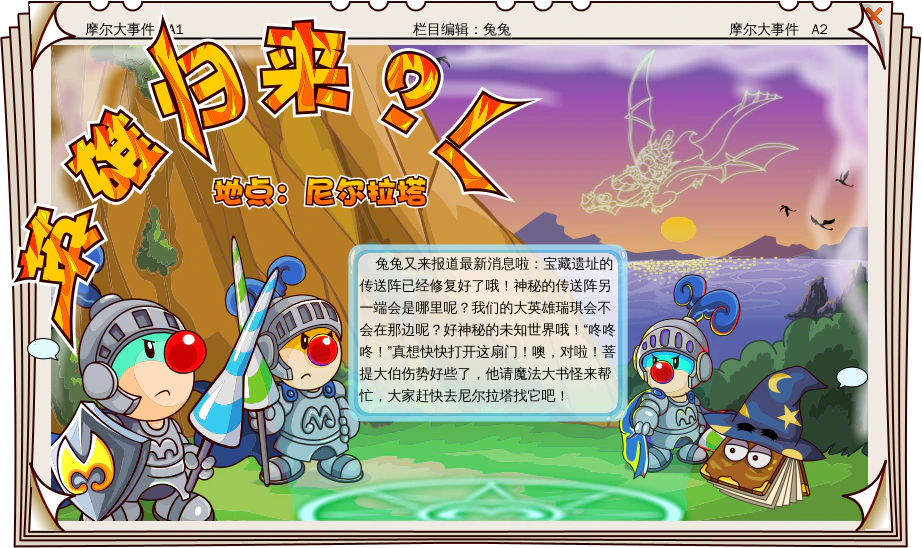 摩尔大事件 A1
栏目编辑：兔兔
摩尔大事件 A2
英雄归来？！
地点：尼尔拉塔
兔兔又来报道最新消息啦：宝藏遗址的
传送阵已经修复好了哦！神秘的传送阵另
一端会是哪里呢？我们的大英雄瑞琪会不
会在那边呢？好神秘的未知世界哦！“咚咚
咚！”真想快快打开这扇门！噢，对啦！菩
提大伯伤势好些了，他请魔法大书怪来帮
忙，大家赶快去尼尔拉塔找它吧！